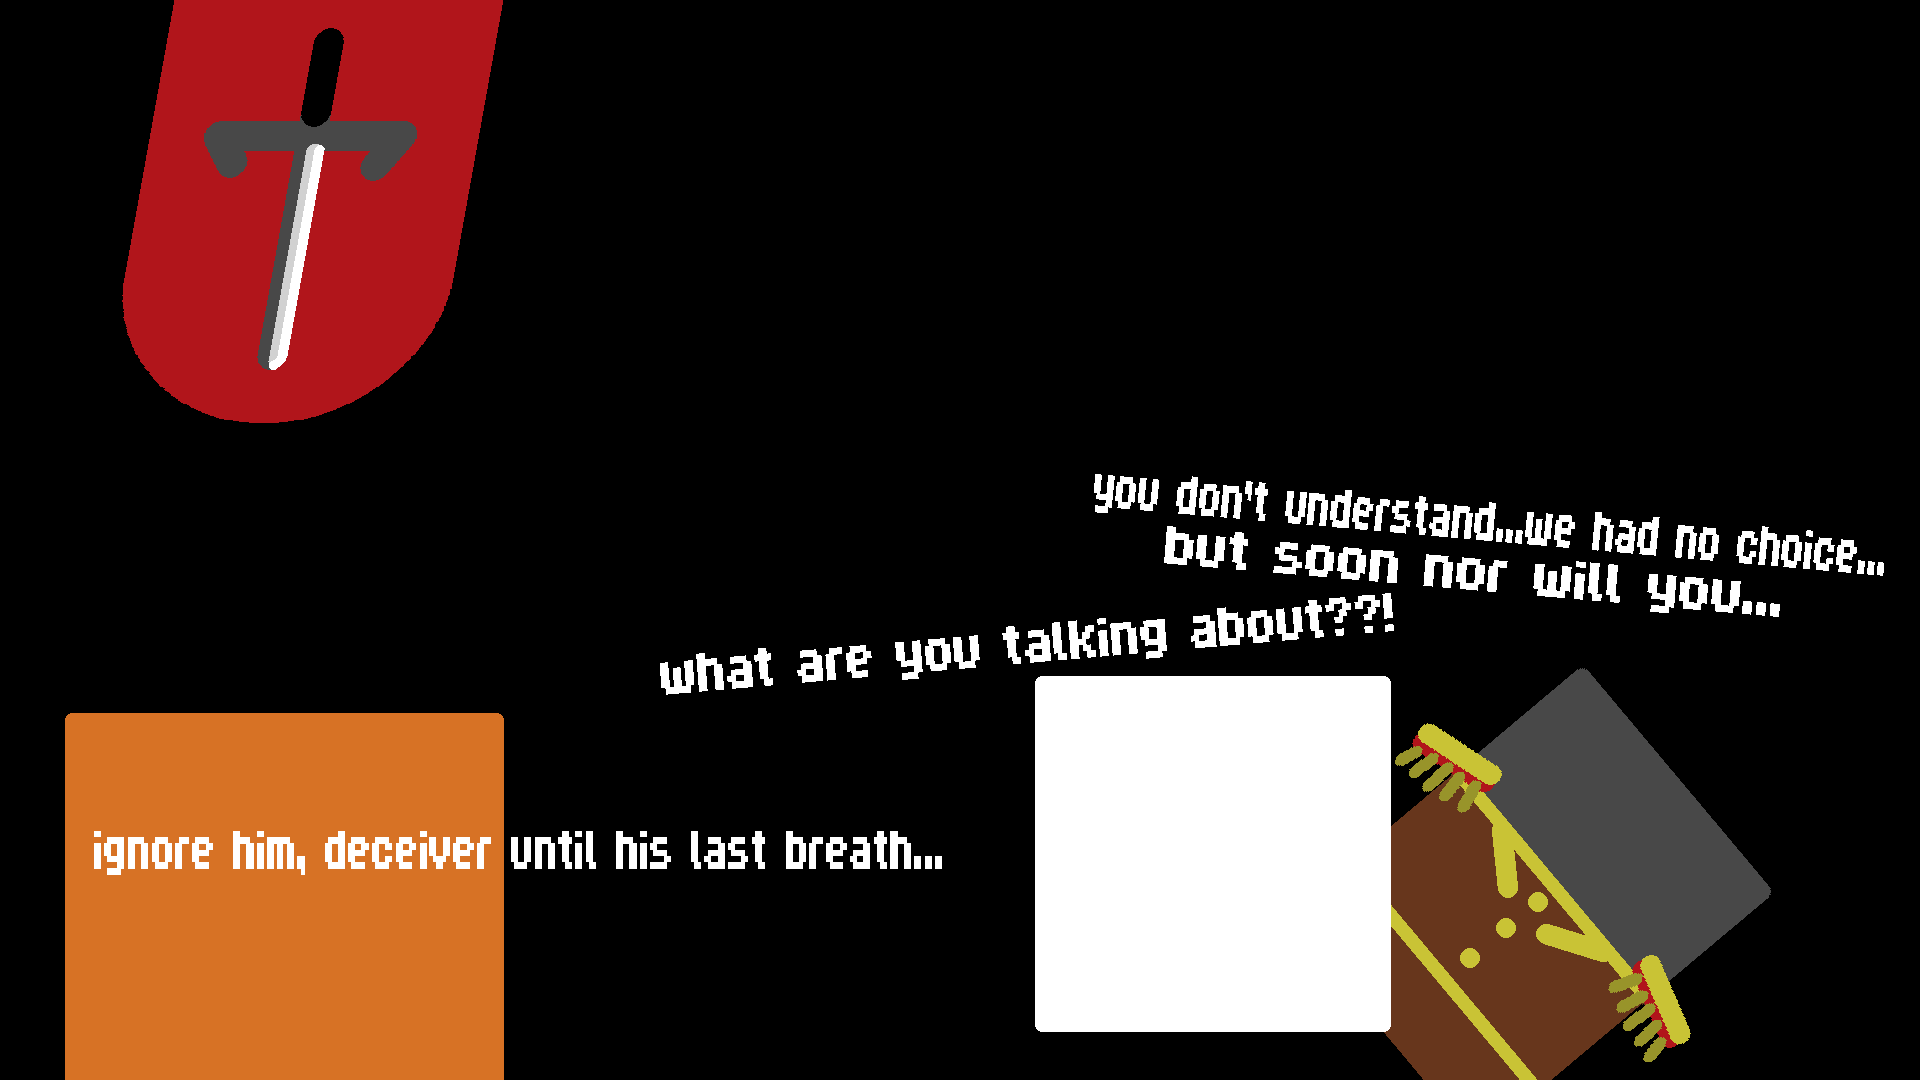 you don't understand...we had no choice...
but soon nor will you...
what are you talking about??!
ignore him, deceiver until his last breath...